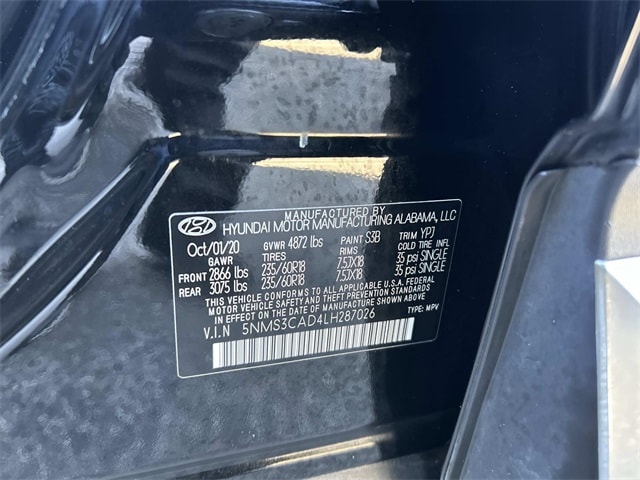 MANUFACTURED BY
HYUNDAI MOTOR MANUFACTURING ALABAMA, LLC
Oct/01/20 GVWR 4872 lbs PAINT S3B TRIM YPJ
GAWR TIRES RIMS COLD TIRE INFL
FRONT 2866 lbs 235/60R18 7.5JX18 35 psi SINGLE
REAR 3075 lbs 235/60R18 7.5JX18 35 psi SINGLE
THIS VEHICLE CONFORMS TO ALL APPLICABLE U.S.A. FEDERAL
MOTOR VEHICLE SAFETY AND THEFT PREVENTION STANDARDS
IN EFFECT ON THE DATE OF MANUFACTURE SHOWN ABOVE.
V.I.N 5NMS3CAD4LH287026 TYPE: MPV